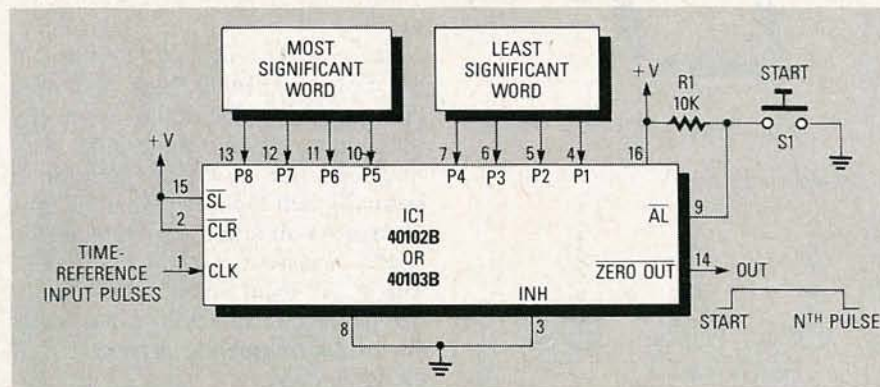 MOST
SIGNIFICANT
WORD
LEAST
SIGNIFICANT
WORD
+ V
R1
10K
START
S1
+ V
13 12 11 10 7 6 5 4 16
P8 P7 P6 P5 P4 P3 P2 P1
15 SL
2 CLR
IC1
40102B
OR
40103B
AL 9
TIME-
REFERENCE
INPUT PULSES
1 CLK
ZERO OUT 14 OUT
INH
8 3
START NTH PULSE